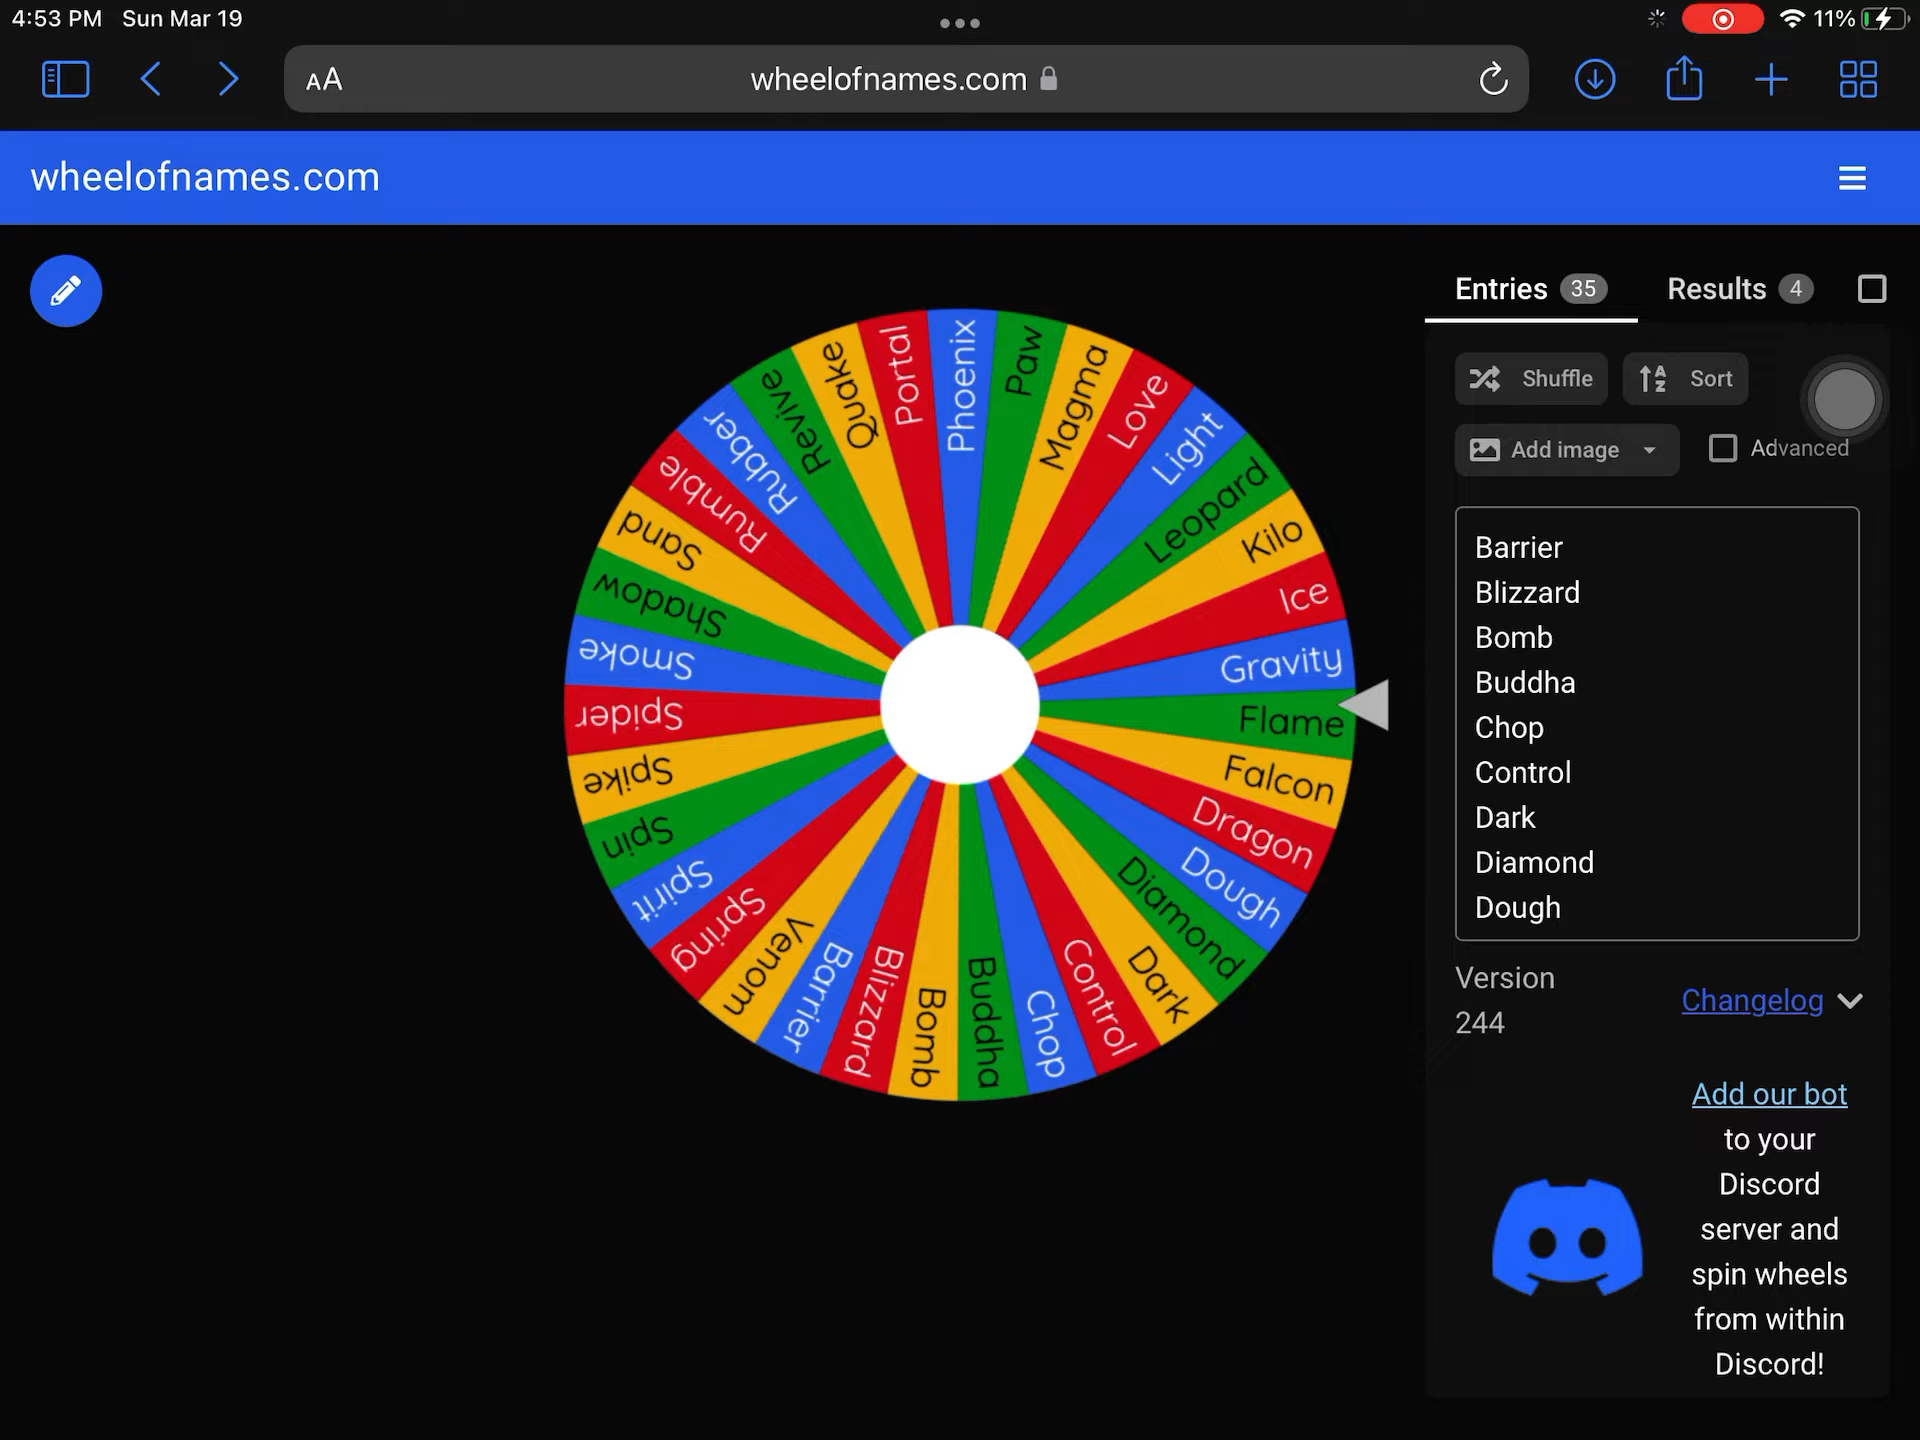 4:53 PM Sun Mar 19
11%
AA
wheelofnames.com
wheelofnames.com
Entries 35
Results 4
Shuffle
Sort
Add image
Advanced
Barrier
Blizzard
Bomb
Buddha
Chop
Control
Dark
Diamond
Dough
Version
244
Changelog
Add our bot
to your
Discord
server and
spin wheels
from within
Discord!
Phoenix
Paw
Magma
Love
Light
Leopard
Kilo
Ice
Gravity
Flame
Falcon
Dragon
Dough
Diamond
Dark
Control
Chop
Buddha
Bomb
Blizzard
Barrier
Venom
Spring
Spirit
Spin
Spike
Spider
Smoke
Shadow
Sand
Rumble
Rubber
Revive
Quake
Portal